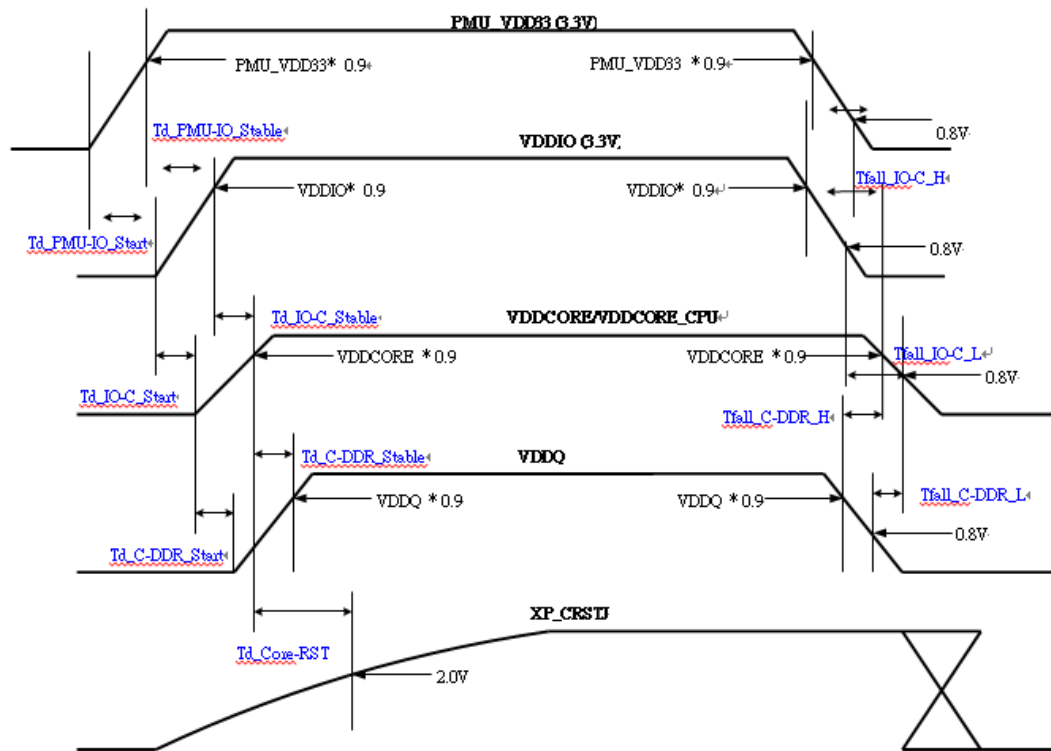 PMU_VDD33 (3.3V)
PMU_VDD33* 0.9
PMU_VDD33 * 0.9
0.8V
Td_PMU-IO_Stable
VDDIO (3.3V)
Tfall_IO-C_H
VDDIO* 0.9
VDDIO* 0.9
Td_PMU-IO_Start
0.8V
Td_IO-C_Stable
VDDCORE/VDDCORE_CPU
VDDCORE * 0.9
VDDCORE * 0.9
Tfall_IO-C_L
0.8V
Td_IO-C_Start
Tfall_C-DDR_H
Td_C-DDR_Stable
VDDQ
VDDQ * 0.9
VDDQ * 0.9
Tfall_C-DDR_L
0.8V
Td_C-DDR_Start
XP_CRSTJ
Td_Core-RST
2.0V